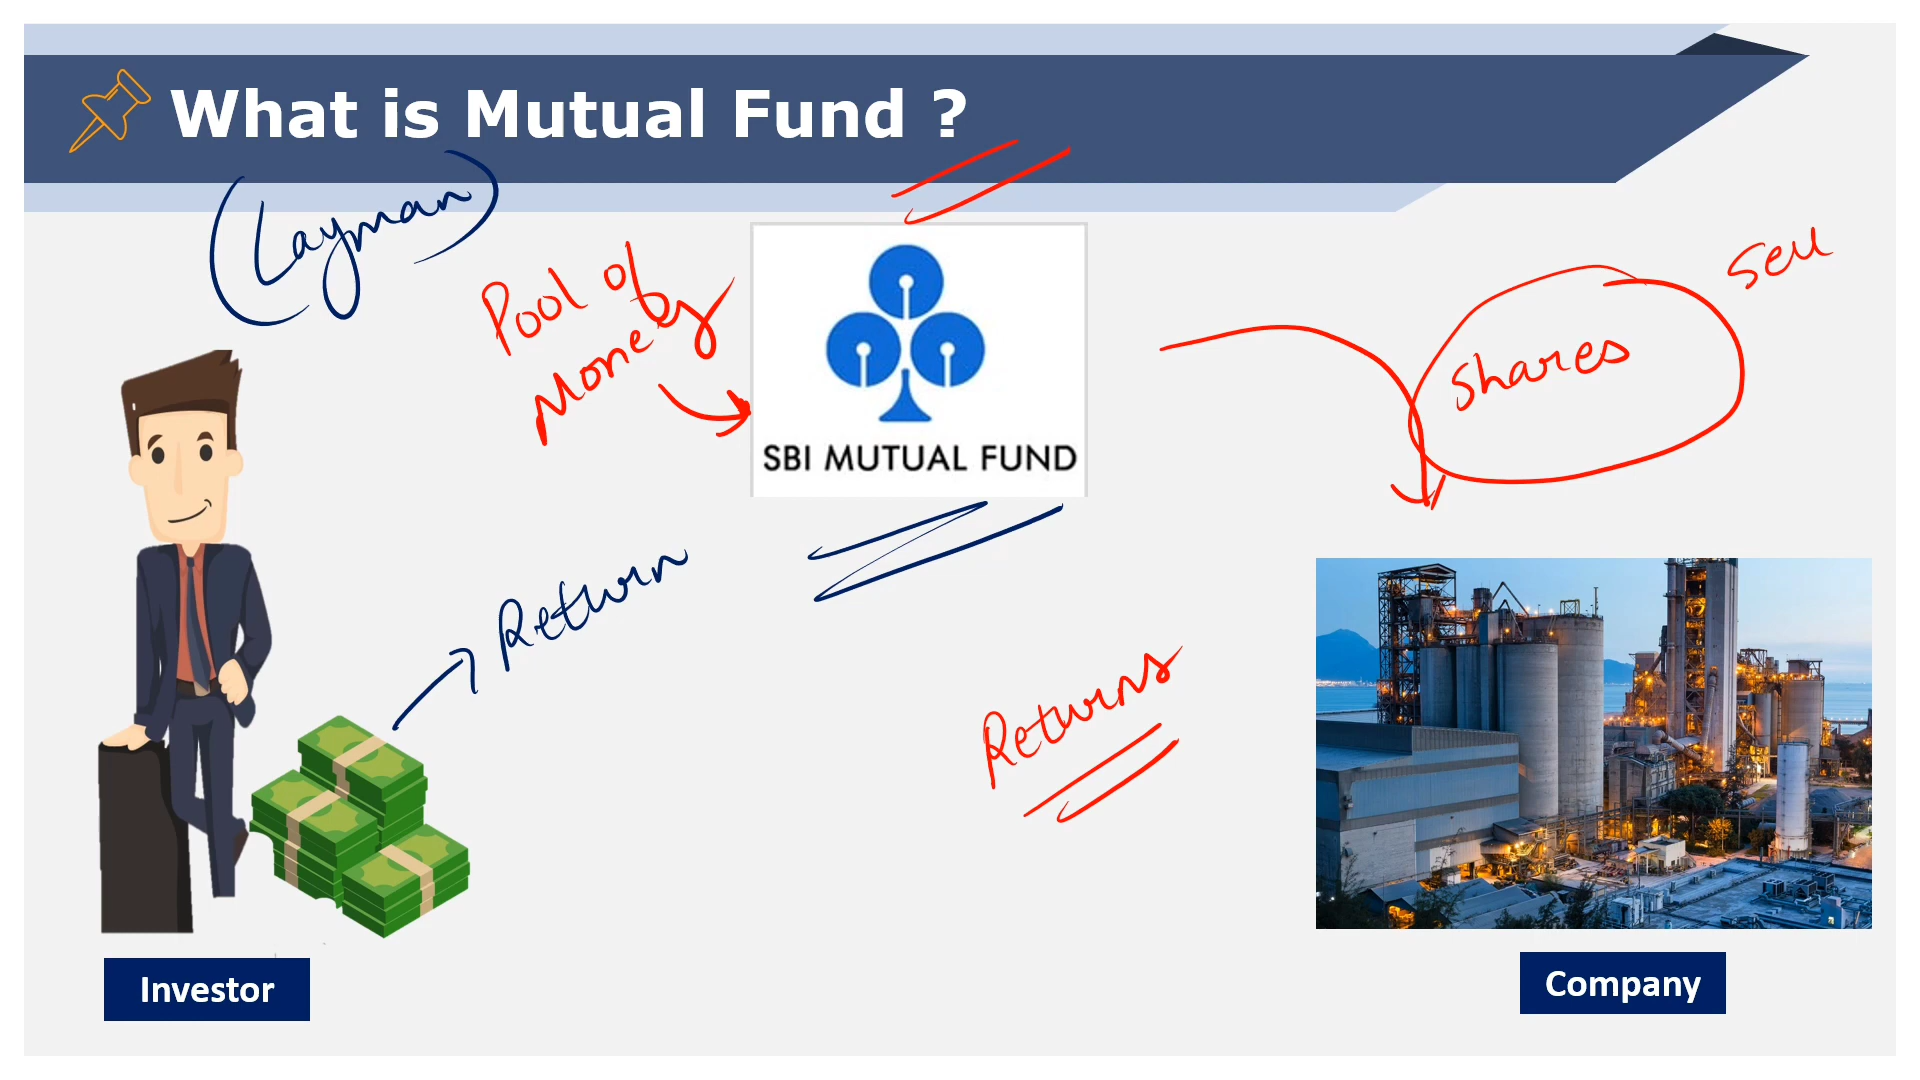 What is Mutual Fund ?
(Layman)
Pool of
Money
SBI MUTUAL FUND
Shares
Sell
Return
Returns
Investor
Company